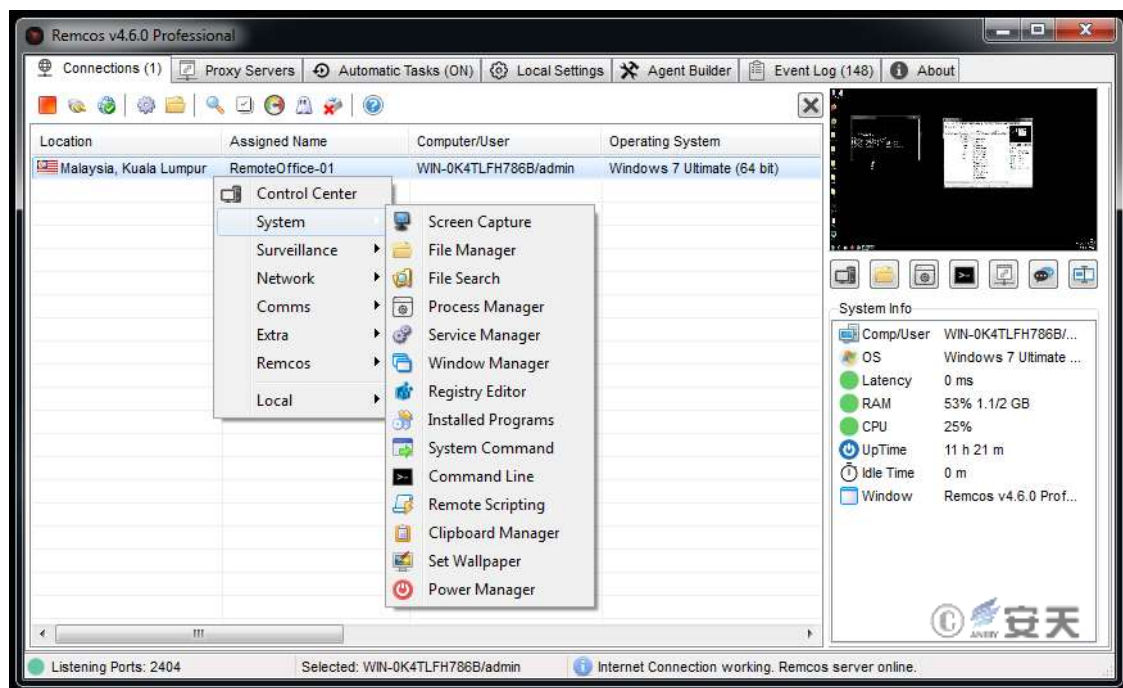 Remcos v4.6.0 Professional
Connections (1) Proxy Servers Automatic Tasks (ON) Local Settings Agent Builder Event Log (148) About
Location Assigned Name Computer/User Operating System
Malaysia, Kuala Lumpur RemoteOffice-01 WIN-0K4TLFH786B/admin Windows 7 Ultimate (64 bit)
Control Center
System
Surveillance
Network
Comms
Extra
Remcos
Local
Screen Capture
File Manager
File Search
Process Manager
Service Manager
Window Manager
Registry Editor
Installed Programs
System Command
Command Line
Remote Scripting
Clipboard Manager
Set Wallpaper
Power Manager
System Info
Comp/User WIN-0K4TLFH786B/...
OS Windows 7 Ultimate ...
Latency 0 ms
RAM 53% 1.1/2 GB
CPU 25%
UpTime 11 h 21 m
Idle Time 0 m
Window Remcos v4.6.0 Prof...
© ANTIY 安天
Listening Ports: 2404 Selected: WIN-0K4TLFH786B/admin Internet Connection working. Remcos server online.